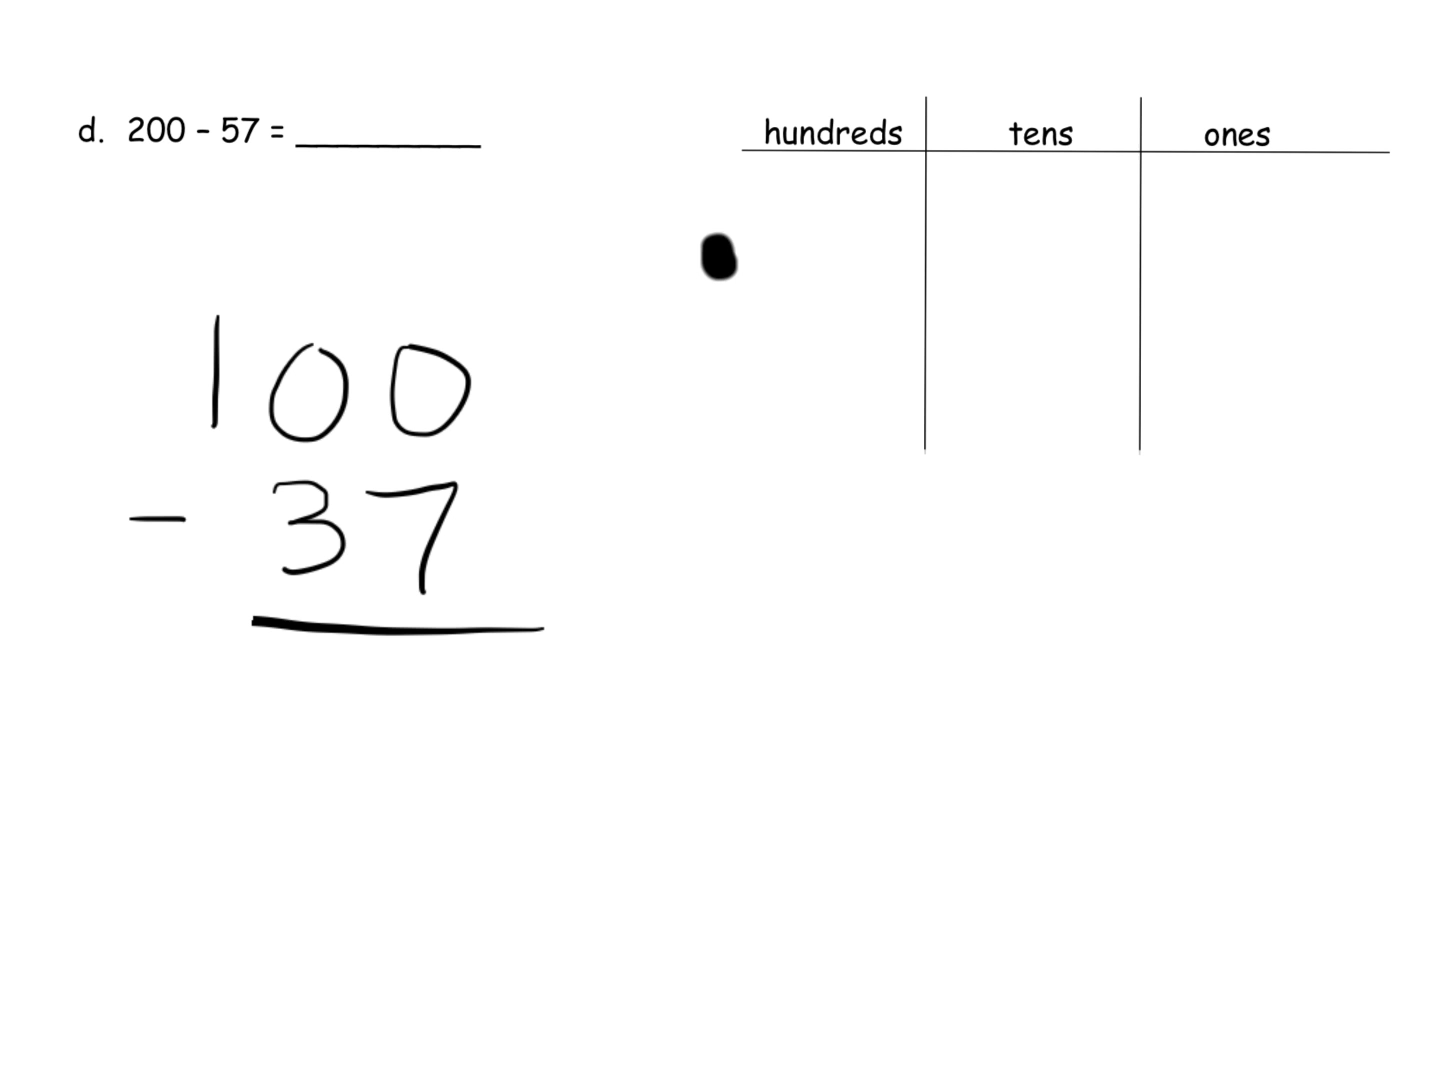 d. 200 - 57 = __________
hundreds tens ones
100
- 37